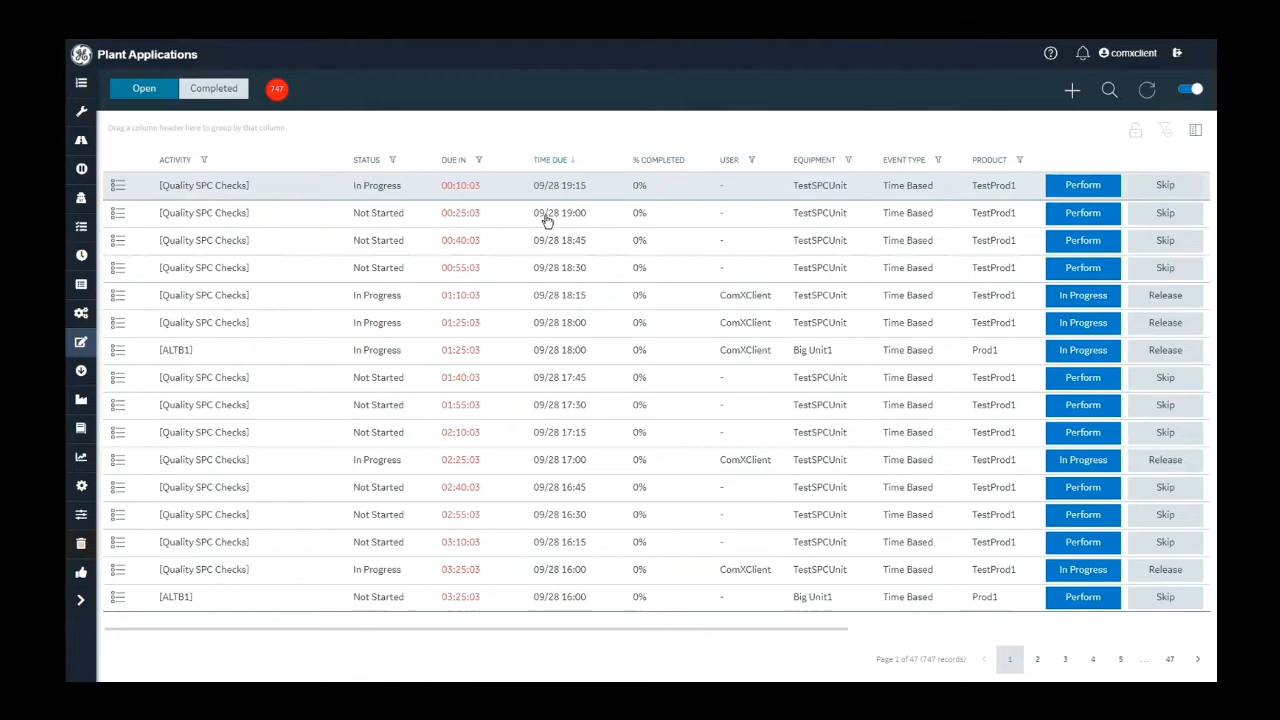 Plant Applications
comxclient
Open Completed 747
Drag a column header here to group by that column
ACTIVITY STATUS DUE IN TIME DUE ↓ % COMPLETED USER EQUIPMENT EVENT TYPE PRODUCT
[Quality SPC Checks] In Progress 00:10:03 09/28 19:15 0% - TestSPCUnit Time Based TestProd1 Perform Skip
[Quality SPC Checks] Not Started 00:25:03 09/28 19:00 0% - TestSPCUnit Time Based TestProd1 Perform Skip
[Quality SPC Checks] Not Started 00:40:03 09/28 18:45 0% - TestSPCUnit Time Based TestProd1 Perform Skip
[Quality SPC Checks] Not Started 00:55:03 09/28 18:30 0% - TestSPCUnit Time Based TestProd1 Perform Skip
[Quality SPC Checks] In Progress 01:10:03 09/28 18:15 0% ComXClient TestSPCUnit Time Based TestProd1 In Progress Release
[Quality SPC Checks] In Progress 01:25:03 09/28 18:00 0% ComXClient TestSPCUnit Time Based TestProd1 In Progress Release
[ALTB1] In Progress 01:25:03 09/28 18:00 0% ComXClient Big Unit1 Time Based Prod1 In Progress Release
[Quality SPC Checks] Not Started 01:40:03 09/28 17:45 0% - TestSPCUnit Time Based TestProd1 Perform Skip
[Quality SPC Checks] Not Started 01:55:03 09/28 17:30 0% - TestSPCUnit Time Based TestProd1 Perform Skip
[Quality SPC Checks] Not Started 02:10:03 09/28 17:15 0% - TestSPCUnit Time Based TestProd1 Perform Skip
[Quality SPC Checks] In Progress 02:25:03 09/28 17:00 0% ComXClient TestSPCUnit Time Based TestProd1 In Progress Release
[Quality SPC Checks] Not Started 02:40:03 09/28 16:45 0% - TestSPCUnit Time Based TestProd1 Perform Skip
[Quality SPC Checks] Not Started 02:55:03 09/28 16:30 0% - TestSPCUnit Time Based TestProd1 Perform Skip
[Quality SPC Checks] Not Started 03:10:03 09/28 16:15 0% - TestSPCUnit Time Based TestProd1 Perform Skip
[Quality SPC Checks] In Progress 03:25:03 09/28 16:00 0% ComXClient TestSPCUnit Time Based TestProd1 In Progress Release
[ALTB1] Not Started 03:25:03 09/28 16:00 0% - Big Unit1 Time Based Prod1 Perform Skip
Page 1 of 47 (747 records) 1 2 3 4 5 ... 47